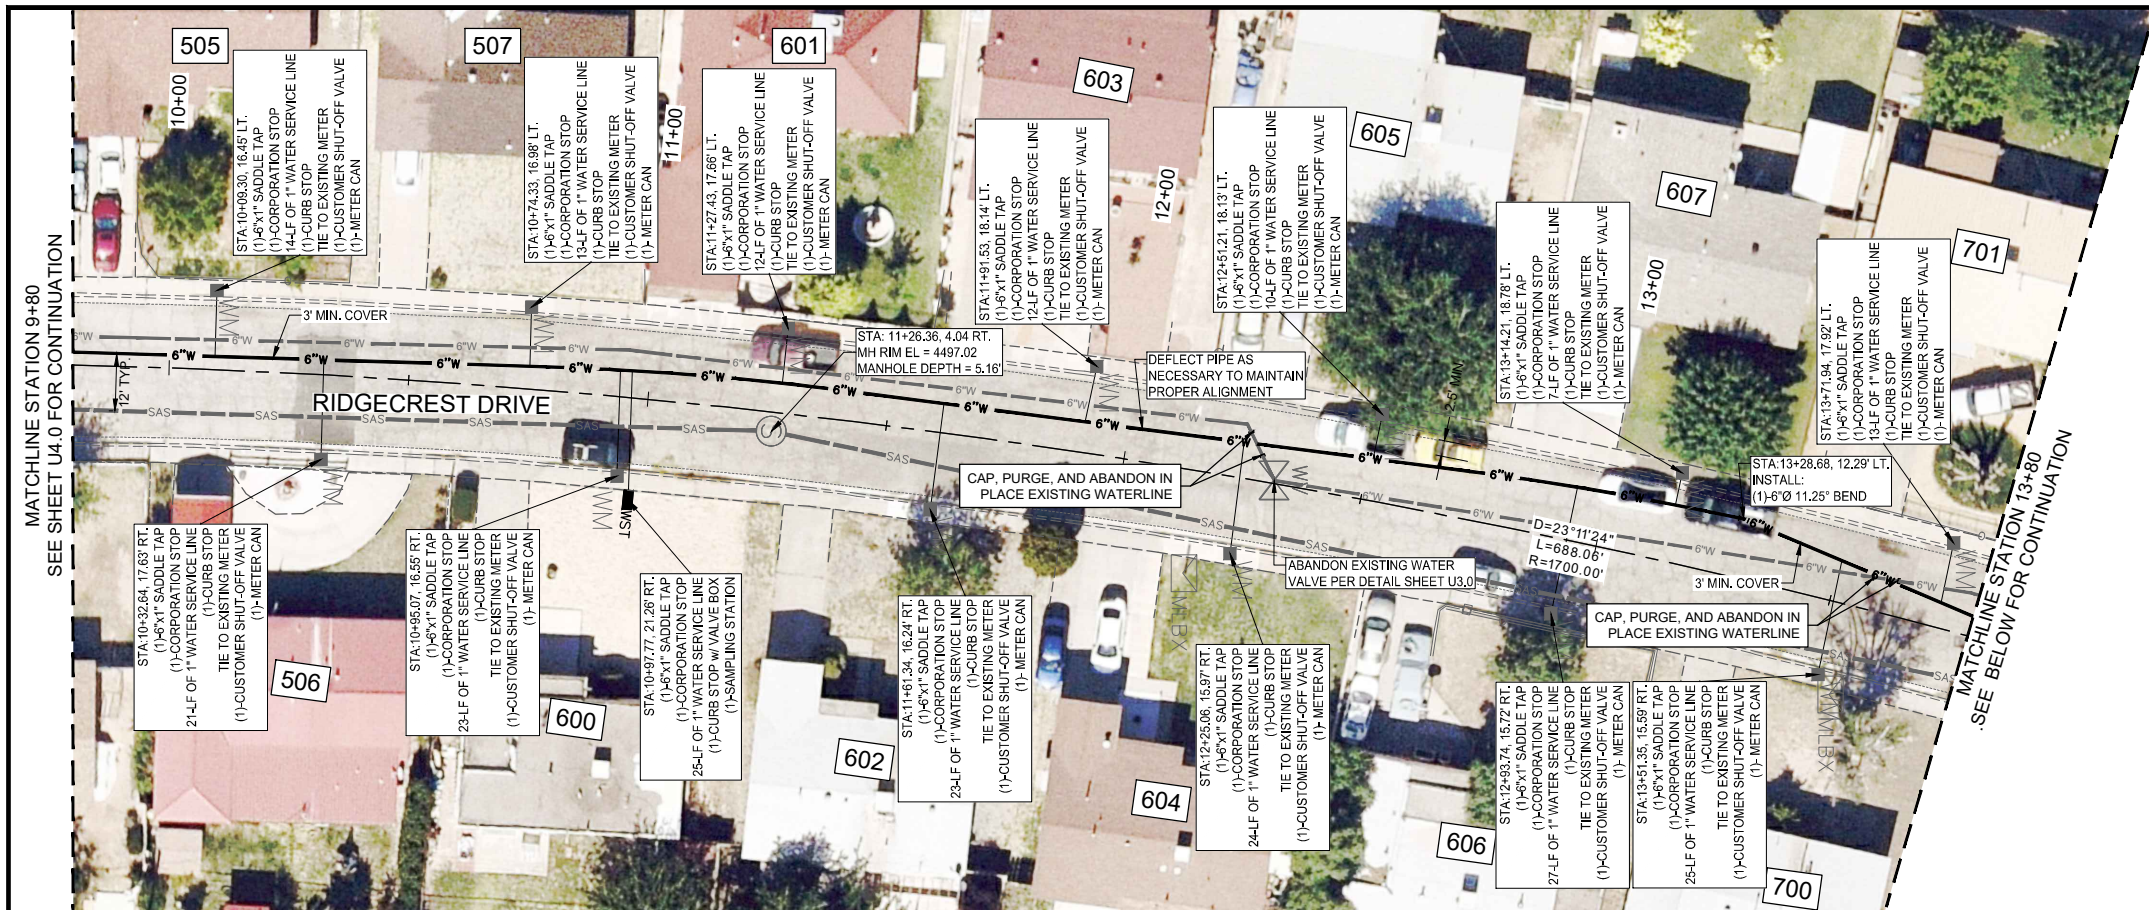 505
507
601
603
605
607
701
10+00
11+00
12+00
13+00
STA:10+09.30, 16.45' LT.
(1)-6"x1" SADDLE TAP
(1)-CORPORATION STOP
14-LF OF 1" WATER SERVICE LINE
(1)-CURB STOP
TIE TO EXISTING METER
(1)-CUSTOMER SHUT-OFF VALVE
(1)- METER CAN
STA:10+74.33, 16.98' LT.
(1)-6"x1" SADDLE TAP
(1)-CORPORATION STOP
13-LF OF 1" WATER SERVICE LINE
(1)-CURB STOP
TIE TO EXISTING METER
(1)-CUSTOMER SHUT-OFF VALVE
(1)- METER CAN
STA:11+27.43, 17.66' LT.
(1)-6"x1" SADDLE TAP
(1)-CORPORATION STOP
12-LF OF 1" WATER SERVICE LINE
(1)-CURB STOP
TIE TO EXISTING METER
(1)-CUSTOMER SHUT-OFF VALVE
(1)- METER CAN
STA:11+91.53, 18.14' LT.
(1)-6"x1" SADDLE TAP
(1)-CORPORATION STOP
12-LF OF 1" WATER SERVICE LINE
(1)-CURB STOP
TIE TO EXISTING METER
(1)-CUSTOMER SHUT-OFF VALVE
(1)- METER CAN
STA:12+51.21, 18.13' LT.
(1)-6"x1" SADDLE TAP
(1)-CORPORATION STOP
10-LF OF 1" WATER SERVICE LINE
(1)-CURB STOP
TIE TO EXISTING METER
(1)-CUSTOMER SHUT-OFF VALVE
(1)- METER CAN
STA:13+14.21, 18.78' LT.
(1)-6"x1" SADDLE TAP
(1)-CORPORATION STOP
7-LF OF 1" WATER SERVICE LINE
(1)-CURB STOP
TIE TO EXISTING METER
(1)-CUSTOMER SHUT-OFF VALVE
(1)- METER CAN
STA:13+71.94, 17.92' LT.
(1)-6"x1" SADDLE TAP
(1)-CORPORATION STOP
13-LF OF 1" WATER SERVICE LINE
(1)-CURB STOP
TIE TO EXISTING METER
(1)-CUSTOMER SHUT-OFF VALVE
(1)- METER CAN
MATCHLINE STATION 9+80
SEE SHEET U4.0 FOR CONTINUATION
3' MIN. COVER
12' TYP.
RIDGECREST DRIVE
STA: 11+26.36, 4.04 RT.
MH RIM EL = 4497.02
MANHOLE DEPTH = 5.16'
DEFLECT PIPE AS
NECESSARY TO MAINTAIN
PROPER ALIGNMENT
2.5' MIN
CAP, PURGE, AND ABANDON IN
PLACE EXISTING WATERLINE
STA:13+28.68, 12.29' LT.
INSTALL:
(1)-6"Ø 11.25° BEND
D=23°11'24"
L=688.06'
R=1700.00'
ABANDON EXISTING WATER
VALVE PER DETAIL SHEET U3.0
3' MIN. COVER
CAP, PURGE, AND ABANDON IN
PLACE EXISTING WATERLINE
MATCHLINE STATION 13+80
SEE BELOW FOR CONTINUATION
6"W 6"W 6"W 6"W 6"W 6"W 6"W 6"W 6"W 6"W 6"W 6"W 6"W 6"W
SAS SAS SAS SAS SAS SAS SAS SAS
S
WM WM WM WM WM WM WM
WST
MLBX
MLBX
STA:10+32.64, 17.63' RT.
(1)-6"x1" SADDLE TAP
(1)-CORPORATION STOP
21-LF OF 1" WATER SERVICE LINE
(1)-CURB STOP
TIE TO EXISTING METER
(1)-CUSTOMER SHUT-OFF VALVE
(1)- METER CAN
STA:10+95.07, 16.55' RT.
(1)-6"x1" SADDLE TAP
(1)-CORPORATION STOP
23-LF OF 1" WATER SERVICE LINE
(1)-CURB STOP
TIE TO EXISTING METER
(1)-CUSTOMER SHUT-OFF VALVE
(1)- METER CAN
STA:10+97.77, 21.26' RT.
(1)-6"x1" SADDLE TAP
(1)-CORPORATION STOP
25-LF OF 1" WATER SERVICE LINE
(1)-CURB STOP w/ VALVE BOX
(1)-SAMPLING STATION
STA:11+61.34, 16.24' RT.
(1)-6"x1" SADDLE TAP
(1)-CORPORATION STOP
23-LF OF 1" WATER SERVICE LINE
(1)-CURB STOP
TIE TO EXISTING METER
(1)-CUSTOMER SHUT-OFF VALVE
(1)- METER CAN
STA:12+25.06, 15.97' RT.
(1)-6"x1" SADDLE TAP
(1)-CORPORATION STOP
24-LF OF 1" WATER SERVICE LINE
(1)-CURB STOP
TIE TO EXISTING METER
(1)-CUSTOMER SHUT-OFF VALVE
(1)- METER CAN
STA:12+93.74, 15.72' RT.
(1)-6"x1" SADDLE TAP
(1)-CORPORATION STOP
27-LF OF 1" WATER SERVICE LINE
(1)-CURB STOP
TIE TO EXISTING METER
(1)-CUSTOMER SHUT-OFF VALVE
(1)- METER CAN
STA:13+51.35, 15.59' RT.
(1)-6"x1" SADDLE TAP
(1)-CORPORATION STOP
25-LF OF 1" WATER SERVICE LINE
(1)-CURB STOP
TIE TO EXISTING METER
(1)-CUSTOMER SHUT-OFF VALVE
(1)- METER CAN
506
600
602
604
606
700